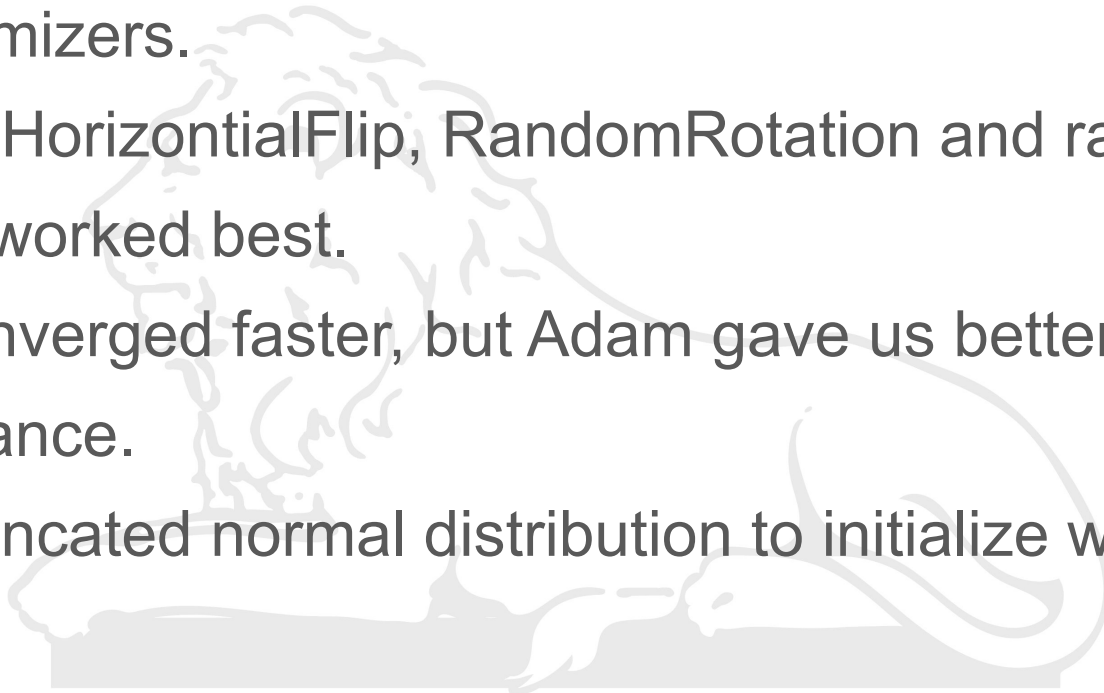 mizers.
HorizontialFlip, RandomRotation and ra
worked best.
nverged faster, but Adam gave us better
ance.
ncated normal distribution to initialize w